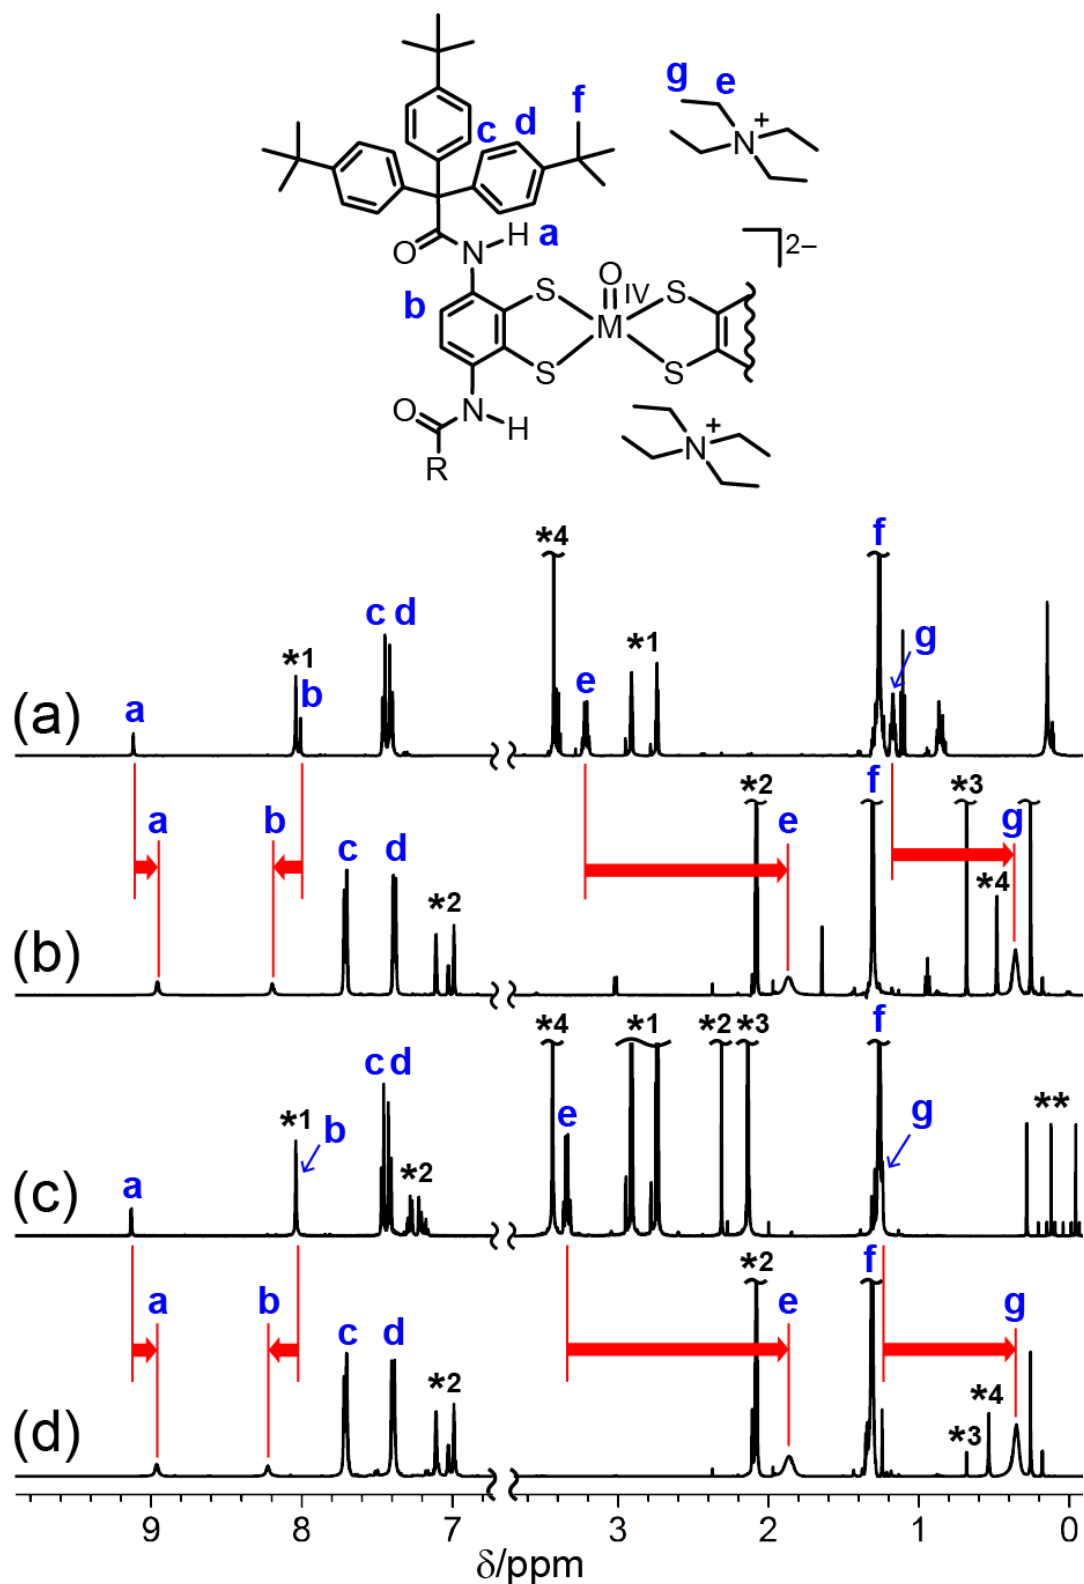 g e
f
c d
N +
O
N H a
2–
b
S O S
IV
M
S S
O
N H
R
N +
*4 f
c d
g
*1
b e *1
(a) a
*2 f *3
a b e g
c d
*2 *4
(b)
*4 *1 *2 *3 f
c d
*1 b e g **
*2
(c) a
*2 f
a b e g
c d
*2 *4
*3
(d)
9 8 7 3 2 1 0
δ/ppm